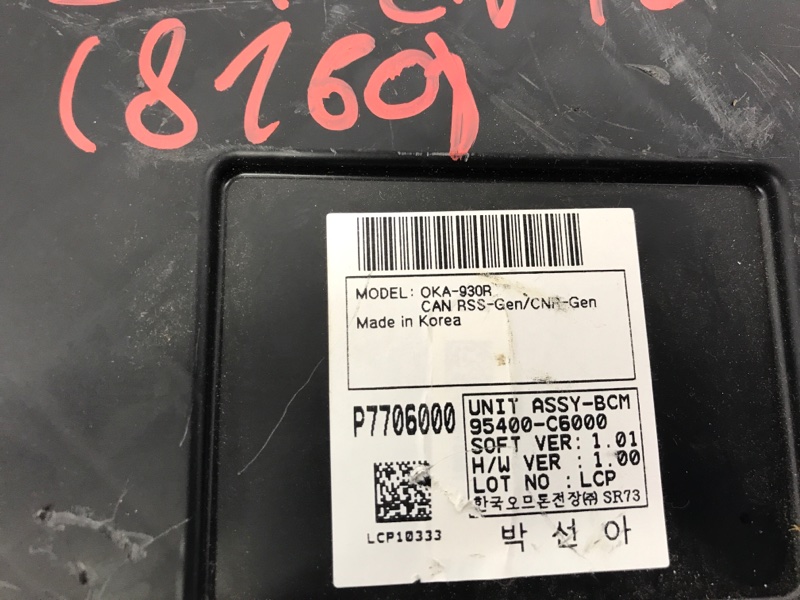 (8160)
MODEL: OKA-930R
CAN RSS-Gen/CNR-Gen
Made in Korea
P7706000
UNIT ASSY-BCM
95400-C6000
SOFT VER: 1.01
H/W VER : 1.00
LOT NO : LCP
한국오므론전장㈜ SR73
LCP10333
박 선 아